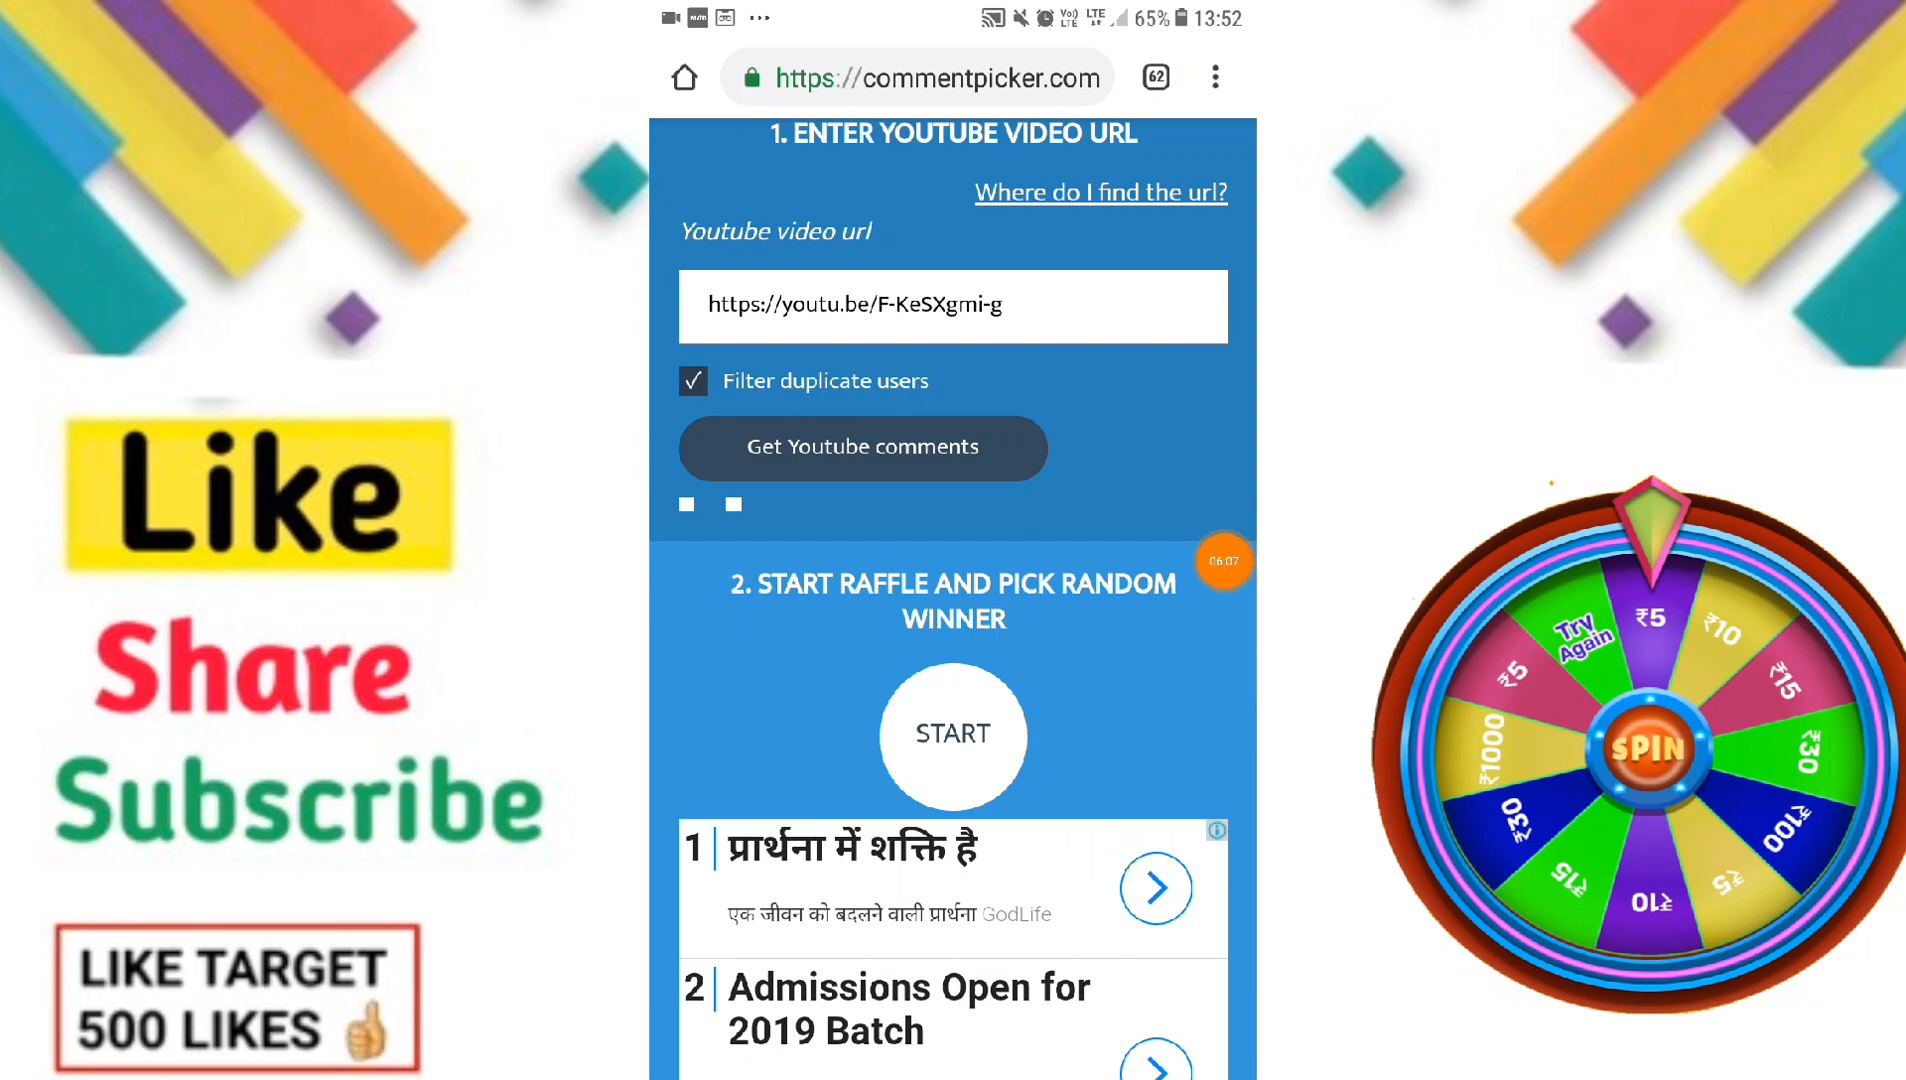 65% 13:52
https://commentpicker.com 62
1. ENTER YOUTUBE VIDEO URL
Where do I find the url?
Youtube video url
https://youtu.be/F-KeSXgmi-g
Filter duplicate users
Get Youtube comments
06:07
2. START RAFFLE AND PICK RANDOM
WINNER
START
1 प्रार्थना में शक्ति है
एक जीवन को बदलने वाली प्रार्थना GodLife
2 Admissions Open for
2019 Batch
Like
Share
Subscribe
LIKE TARGET
500 LIKES
Try
Again
₹5
₹10
₹15
₹30
₹100
₹5
₹10
₹15
₹30
₹1000
₹5
SPIN